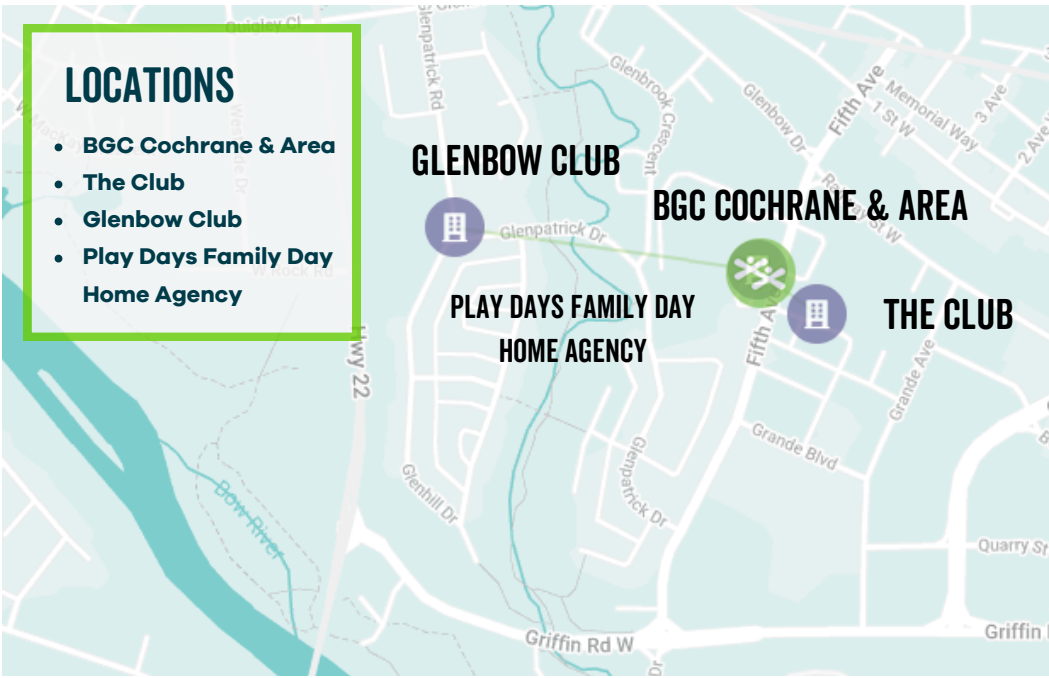 Quigley Cl
LOCATIONS
• BGC Cochrane & Area
• The Club
• Glenbow Club
• Play Days Family Day
Home Agency
W Rock Rd
Glenpatrick Rd
Glenbrook Crescent
Glenbow Dr
Fifth Ave
Memorial Way
1 St W
3 Ave
2 Ave
GLENBOW CLUB
BGC COCHRANE & AREA
Glenpatrick Dr
PLAY DAYS FAMILY DAY
HOME AGENCY
THE CLUB
Fifth
Hwy 22
Grande Ave
Grande Blvd
Glenhill Dr
Glenpatrick Dr
Bow River
Quarry St
Griffin Rd W
Griffin
Dr